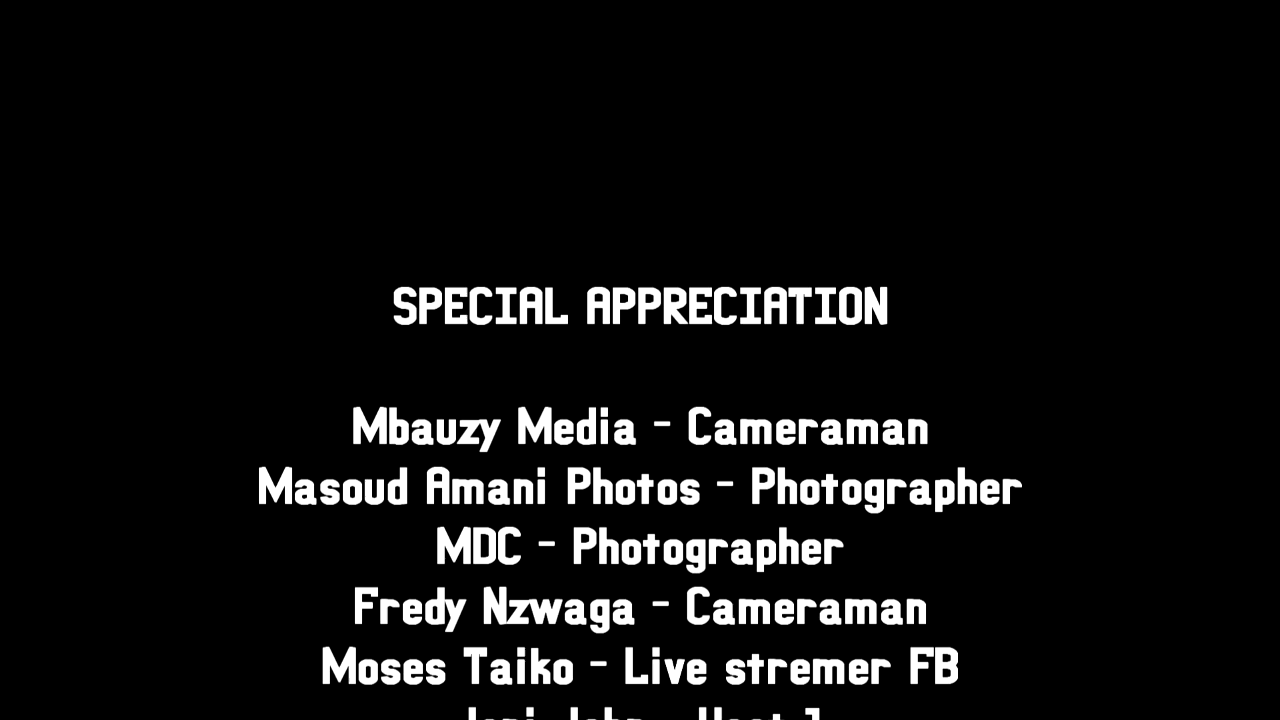 SPECIAL APPRECIATION
Mbauzy Media - Cameraman
Masoud Amani Photos - Photographer
MDC - Photographer
Fredy Nzwaga - Cameraman
Moses Taiko - Live stremer FB